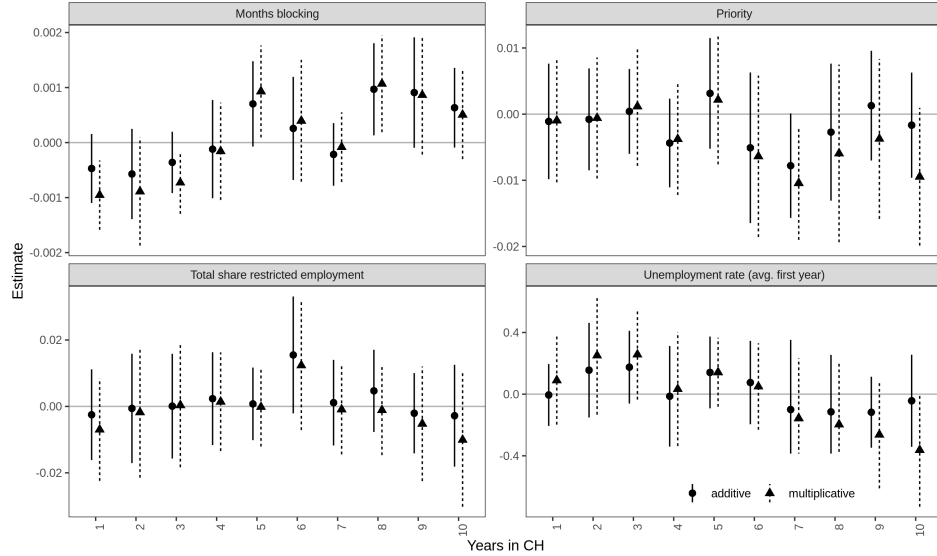 Months blocking
Priority
0.002
0.001
0.000
-0.001
-0.002
0.01
0.00
-0.01
-0.02
Estimate
Total share restricted employment
Unemployment rate (avg. first year)
0.02
0.00
-0.02
0.4
0.0
-0.4
additive
multiplicative
1 2 3 4 5 6 7 8 9 10
1 2 3 4 5 6 7 8 9 10
Years in CH